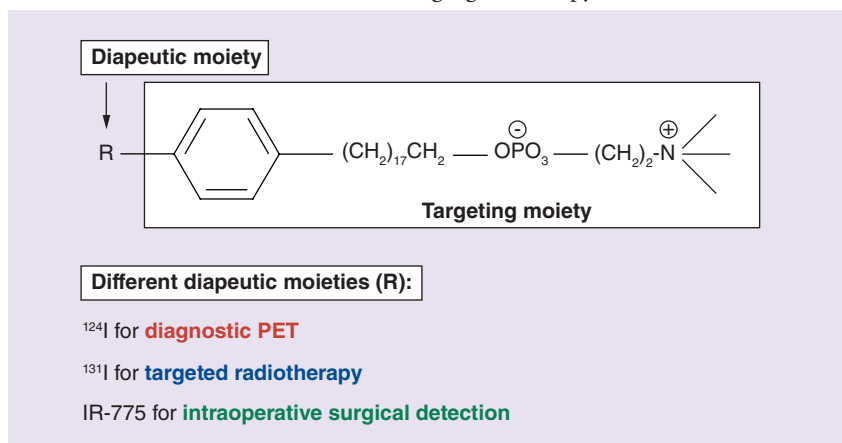 Diapeutic moiety
R — (CH₂)₁₇CH₂ — OPO₃⊖ — (CH₂)₂-N⊕
Targeting moiety
Different diapeutic moieties (R):
¹²⁴I for diagnostic PET
¹³¹I for targeted radiotherapy
IR-775 for intraoperative surgical detection